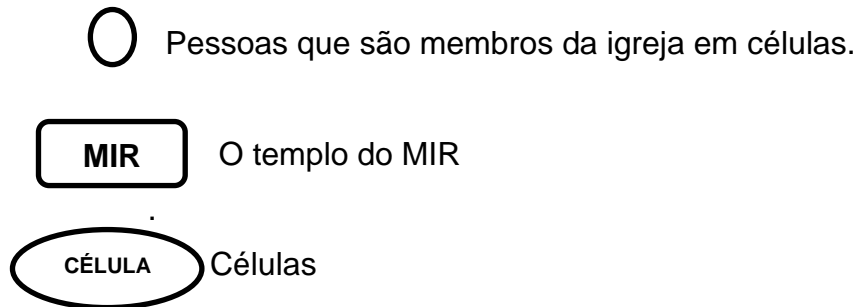 Pessoas que são membros da igreja em células.
MIR O templo do MIR
.
CÉLULA Células